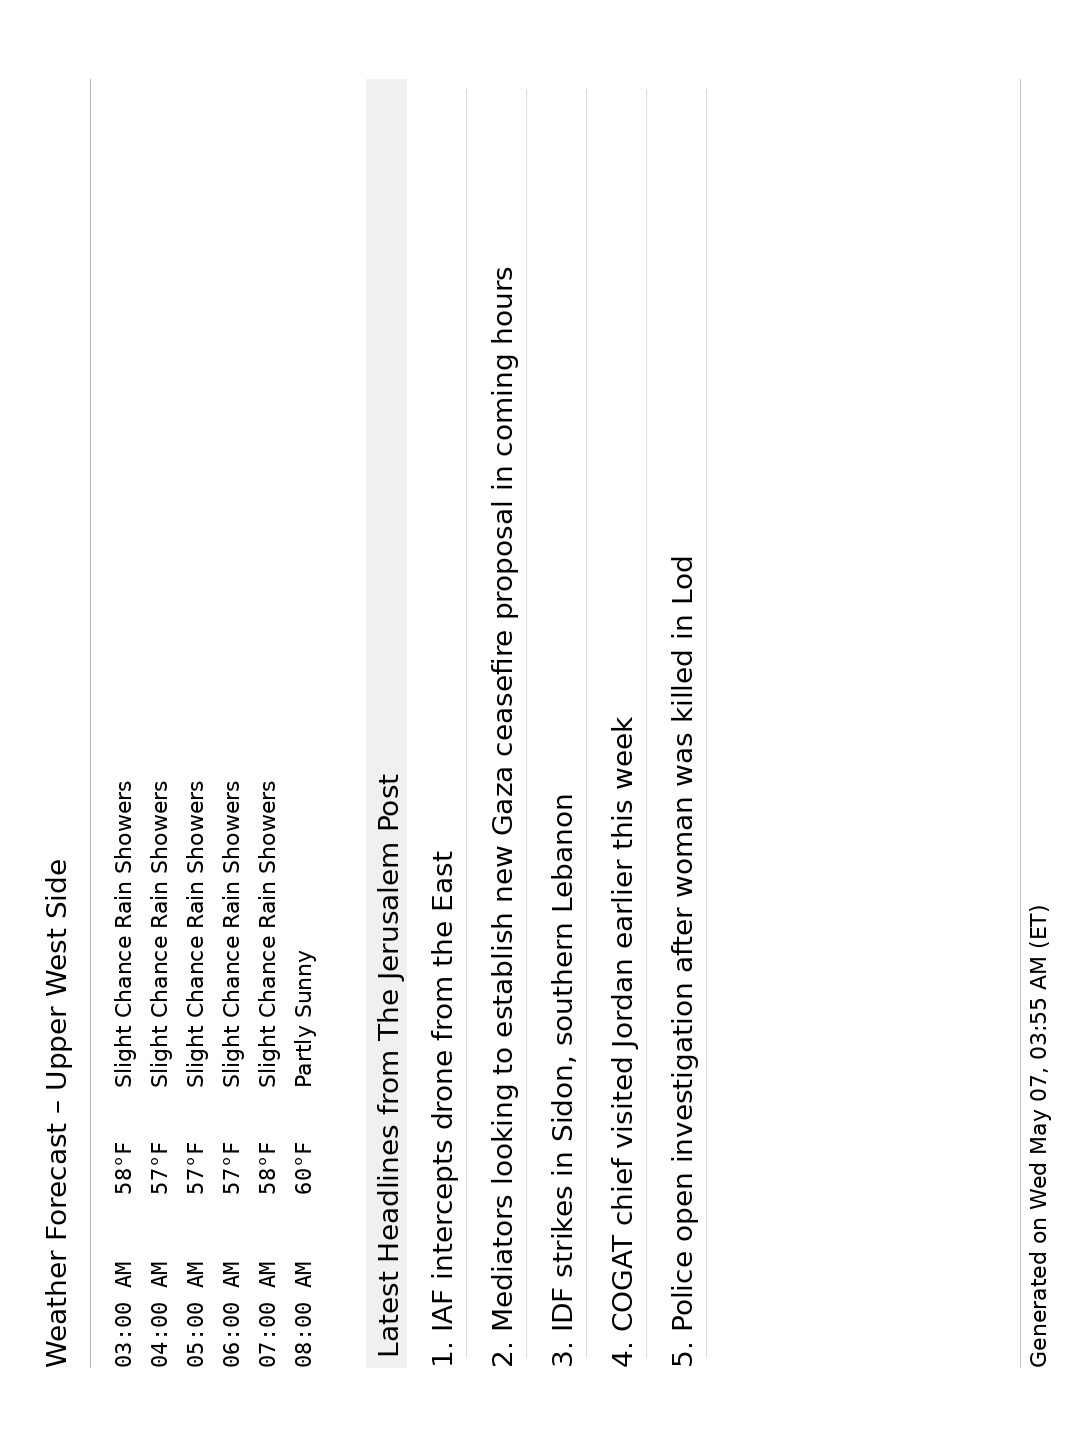 Weather Forecast – Upper West Side
03:00 AM 58°F Slight Chance Rain Showers
04:00 AM 57°F Slight Chance Rain Showers
05:00 AM 57°F Slight Chance Rain Showers
06:00 AM 57°F Slight Chance Rain Showers
07:00 AM 58°F Slight Chance Rain Showers
08:00 AM 60°F Partly Sunny
Latest Headlines from The Jerusalem Post
1. IAF intercepts drone from the East
2. Mediators looking to establish new Gaza ceasefire proposal in coming hours
3. IDF strikes in Sidon, southern Lebanon
4. COGAT chief visited Jordan earlier this week
5. Police open investigation after woman was killed in Lod
Generated on Wed May 07, 03:55 AM (ET)